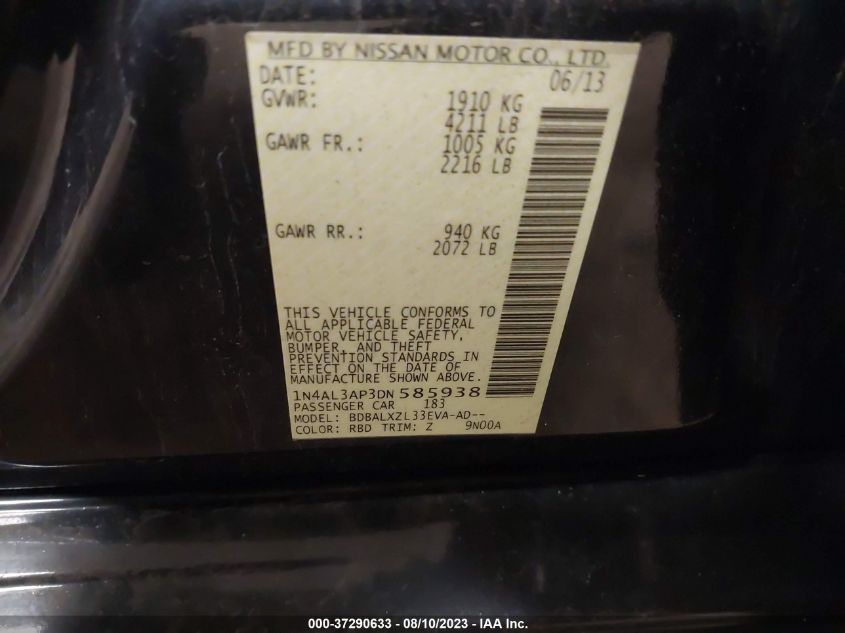 MFD BY NISSAN MOTOR CO., LTD.
DATE: 06/13
GVWR: 1910 KG
4211 LB
GAWR FR.: 1005 KG
2216 LB
GAWR RR.: 940 KG
2072 LB
THIS VEHICLE CONFORMS TO
ALL APPLICABLE FEDERAL
MOTOR VEHICLE SAFETY,
BUMPER, AND THEFT
PREVENTION STANDARDS IN
EFFECT ON THE DATE OF
MANUFACTURE SHOWN ABOVE.
1N4AL3AP3DN 585938
PASSENGER CAR 183
MODEL: BDBALXZL33EVA-AD--
COLOR: RBD TRIM: Z 9N00A
000-37290633 - 08/10/2023 - IAA Inc.